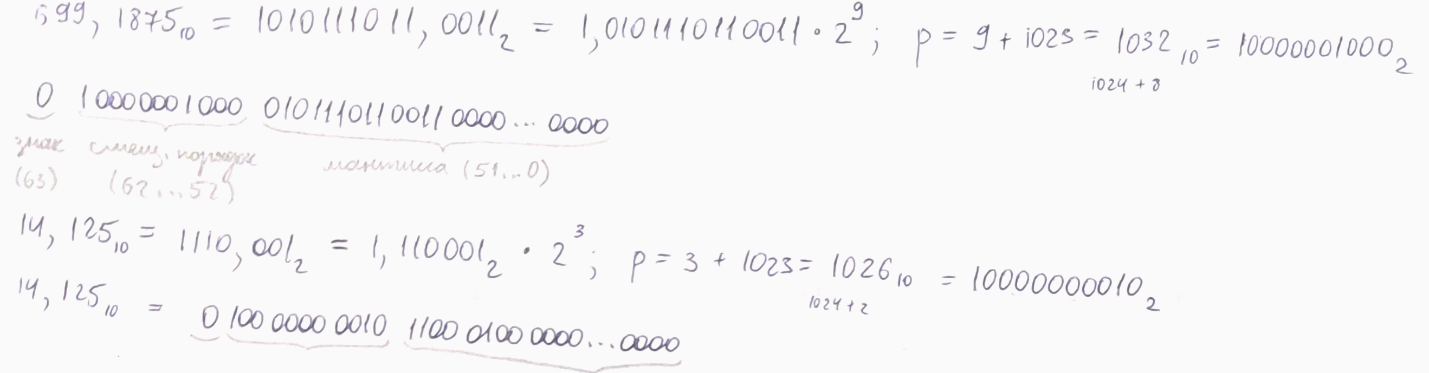 99, 1875₁₀ = 1010111011, 0011₂ = 1,0101110110011 · 2⁹; p = 9 + 1023 = 1032₁₀ = 10000001000₂
1024 + 8
0 10000001000 0101110110011 0000... 0000
знак смещ. порядок мантисса (51...0)
(63) (62...52)
14, 125₁₀ = 1110,001₂ = 1,110001₂ · 2³; p = 3 + 1023 = 1026₁₀ = 10000000010₂
1024+2
14, 125₁₀ = 0 100 0000 0010 1100 0100 0000...0000